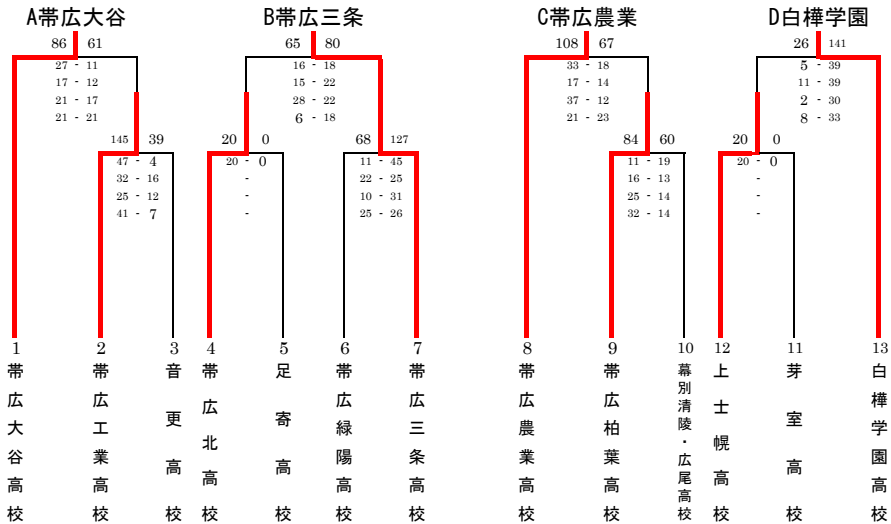 A帯広大谷 B帯広三条 C帯広農業 D白樺学園
86 61 65 80 108 67 26 141
27 - 11 16 - 18 33 - 18 5 - 39
17 - 12 15 - 22 17 - 14 11 - 39
21 - 17 28 - 22 37 - 12 2 - 30
21 - 21 6 - 18 21 - 23 8 - 33
145 39 20 0 68 127 84 60 20 0
47 - 4 20 - 0 11 - 45 11 - 19 20 - 0
32 - 16 - 22 - 25 16 - 13 -
25 - 12 - 10 - 31 25 - 14 -
41 - 7 - 25 - 26 32 - 14 -
1 2 3 4 5 6 7 8 9 10 12 11 13
帯広大谷高校
帯広工業高校
音更高校
帯広北高校
足寄高校
帯広緑陽高校
帯広三条高校
帯広農業高校
帯広柏葉高校
幕別清陵・広尾高校
上士幌高校
芽室高校
白樺学園高校